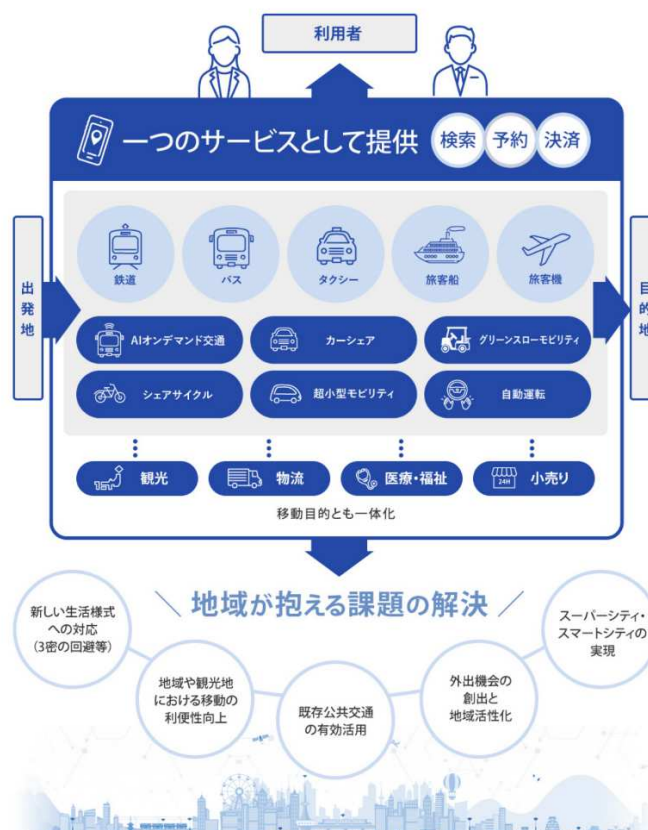 利用者
一つのサービスとして提供
検索
予約
決済
出発地
目的地
鉄道
バス
タクシー
旅客船
旅客機
AIオンデマンド交通
カーシェア
グリーンスローモビリティ
シェアサイクル
超小型モビリティ
自動運転
観光
物流
医療・福祉
24H
小売り
移動目的とも一体化
地域が抱える課題の解決
新しい生活様式
への対応
(3密の回避等)
地域や観光地
における移動の
利便性向上
既存公共交通
の有効活用
外出機会の
創出と
地域活性化
スーパーシティ・
スマートシティの
実現